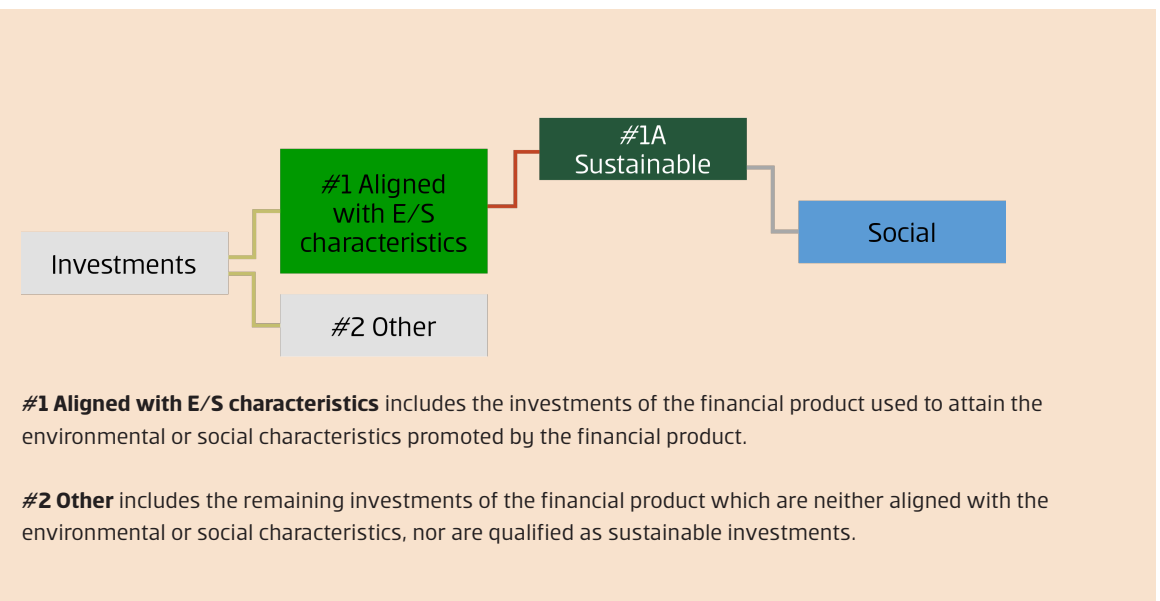 #1A
Sustainable
#1 Aligned
with E/S
characteristics
Social
Investments
#2 Other
#1 Aligned with E/S characteristics includes the investments of the financial product used to attain the
environmental or social characteristics promoted by the financial product.
#2 Other includes the remaining investments of the financial product which are neither aligned with the
environmental or social characteristics, nor are qualified as sustainable investments.